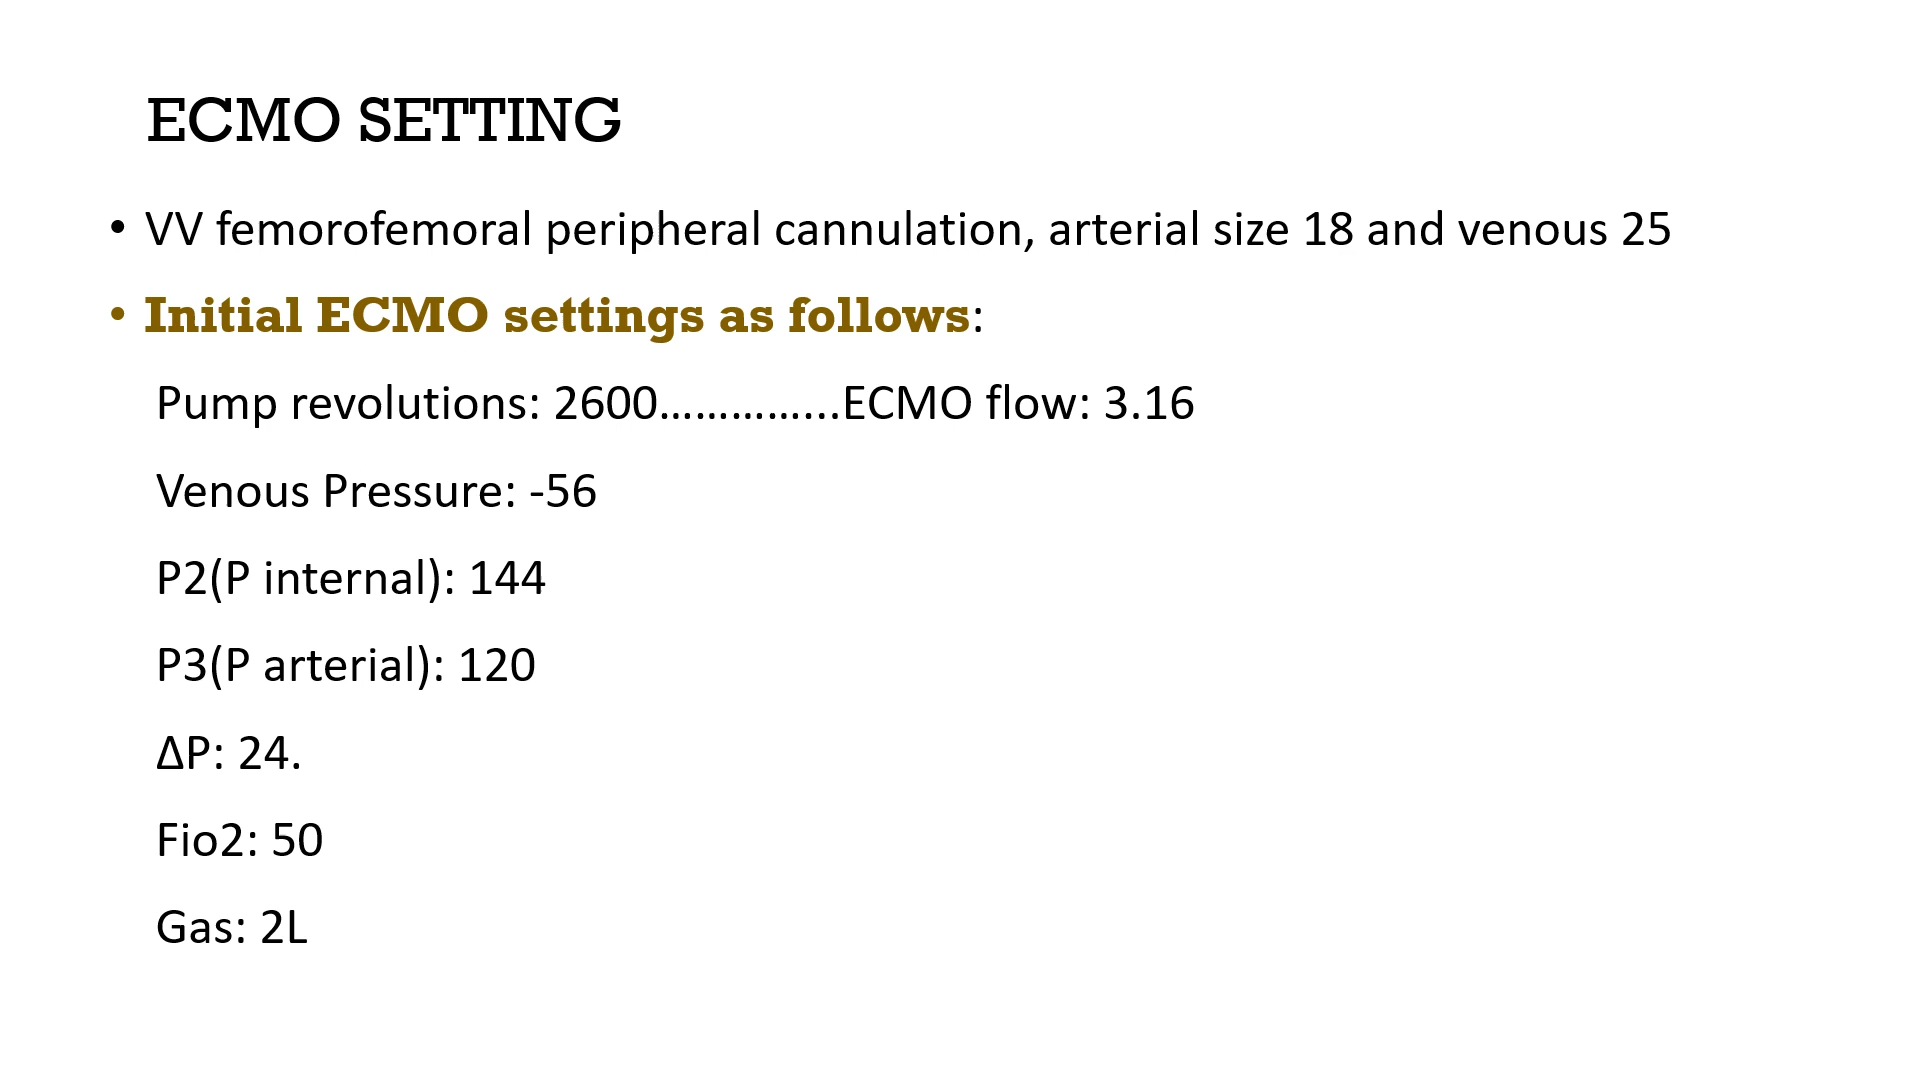 ECMO SETTING
• VV femorofemoral peripheral cannulation, arterial size 18 and venous 25
• Initial ECMO settings as follows:
Pump revolutions: 2600…………...ECMO flow: 3.16
Venous Pressure: -56
P2(P internal): 144
P3(P arterial): 120
ΔP: 24.
Fio2: 50
Gas: 2L